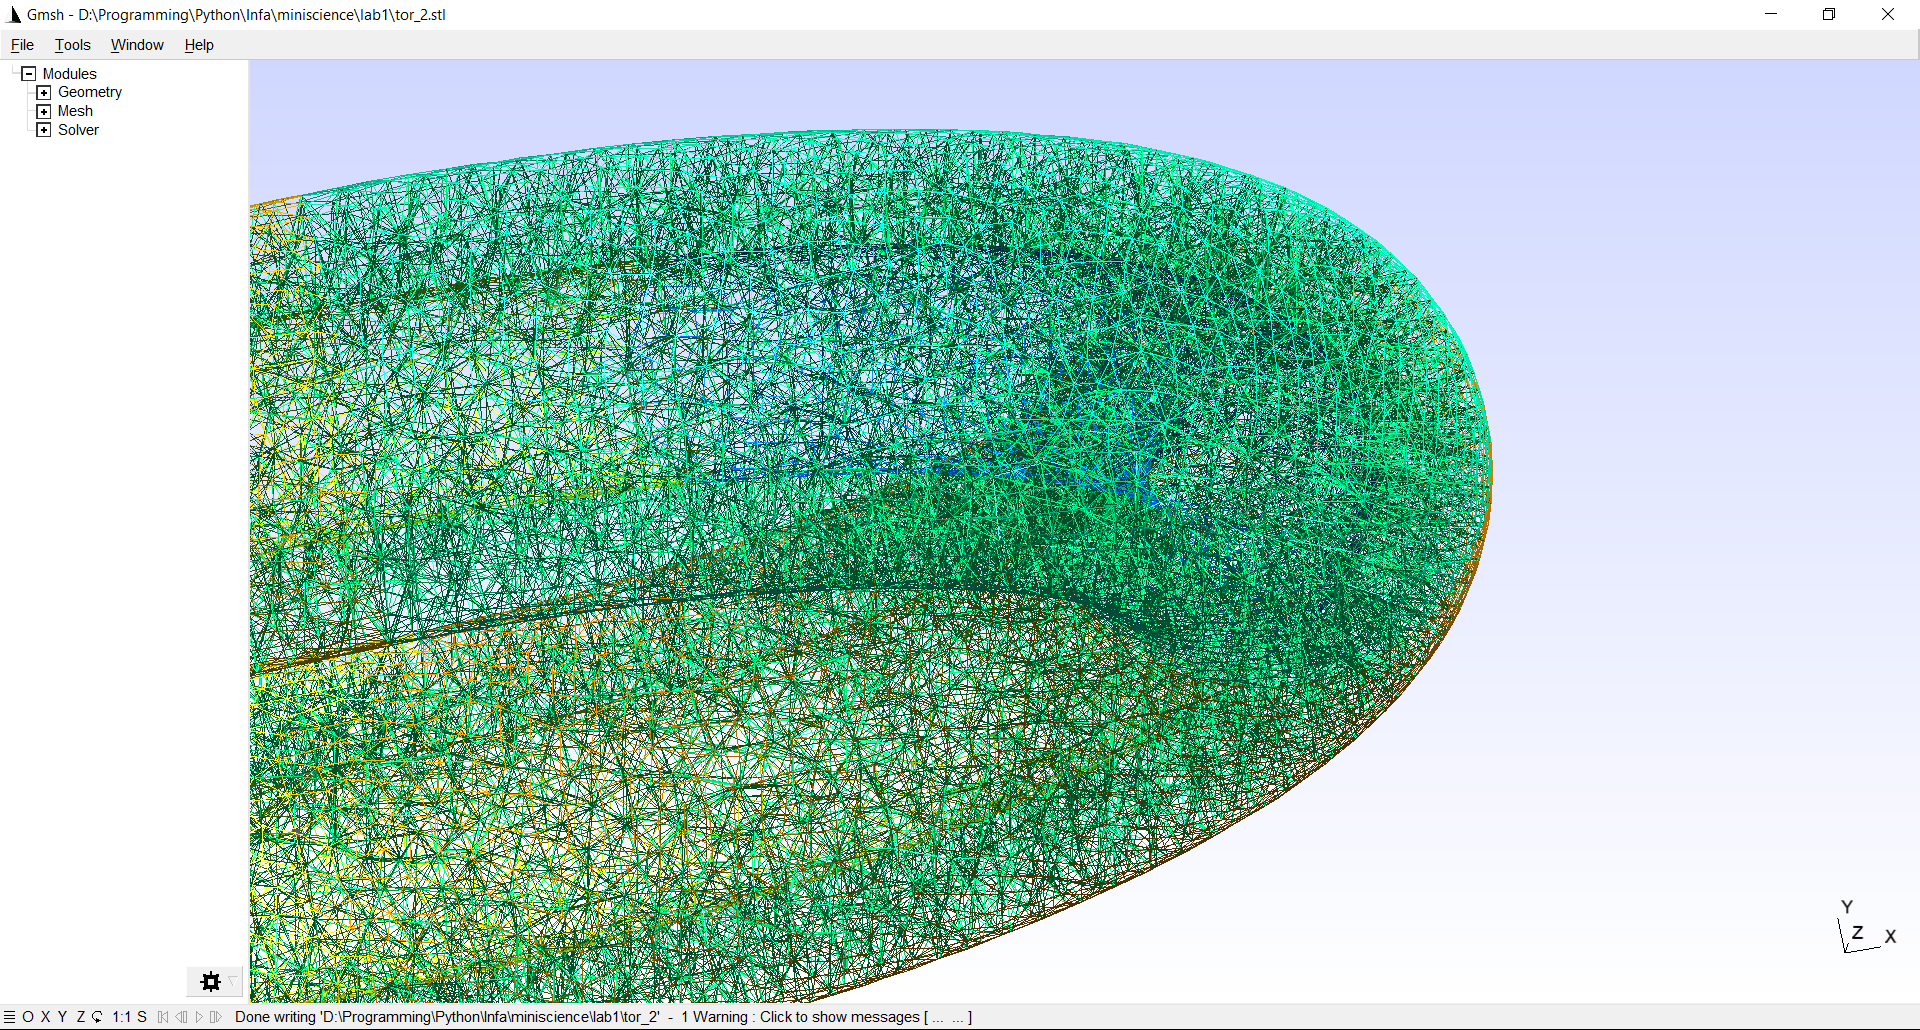 Gmsh - D:\Programming\Python\Infa\miniscience\lab1\tor_2.stl
File Tools Window Help
Modules
Geometry
Mesh
Solver
Y
Z X
O X Y Z 1:1 S Done writing 'D:\Programming\Python\Infa\miniscience\lab1\tor_2' - 1 Warning : Click to show messages [ ... ... ]